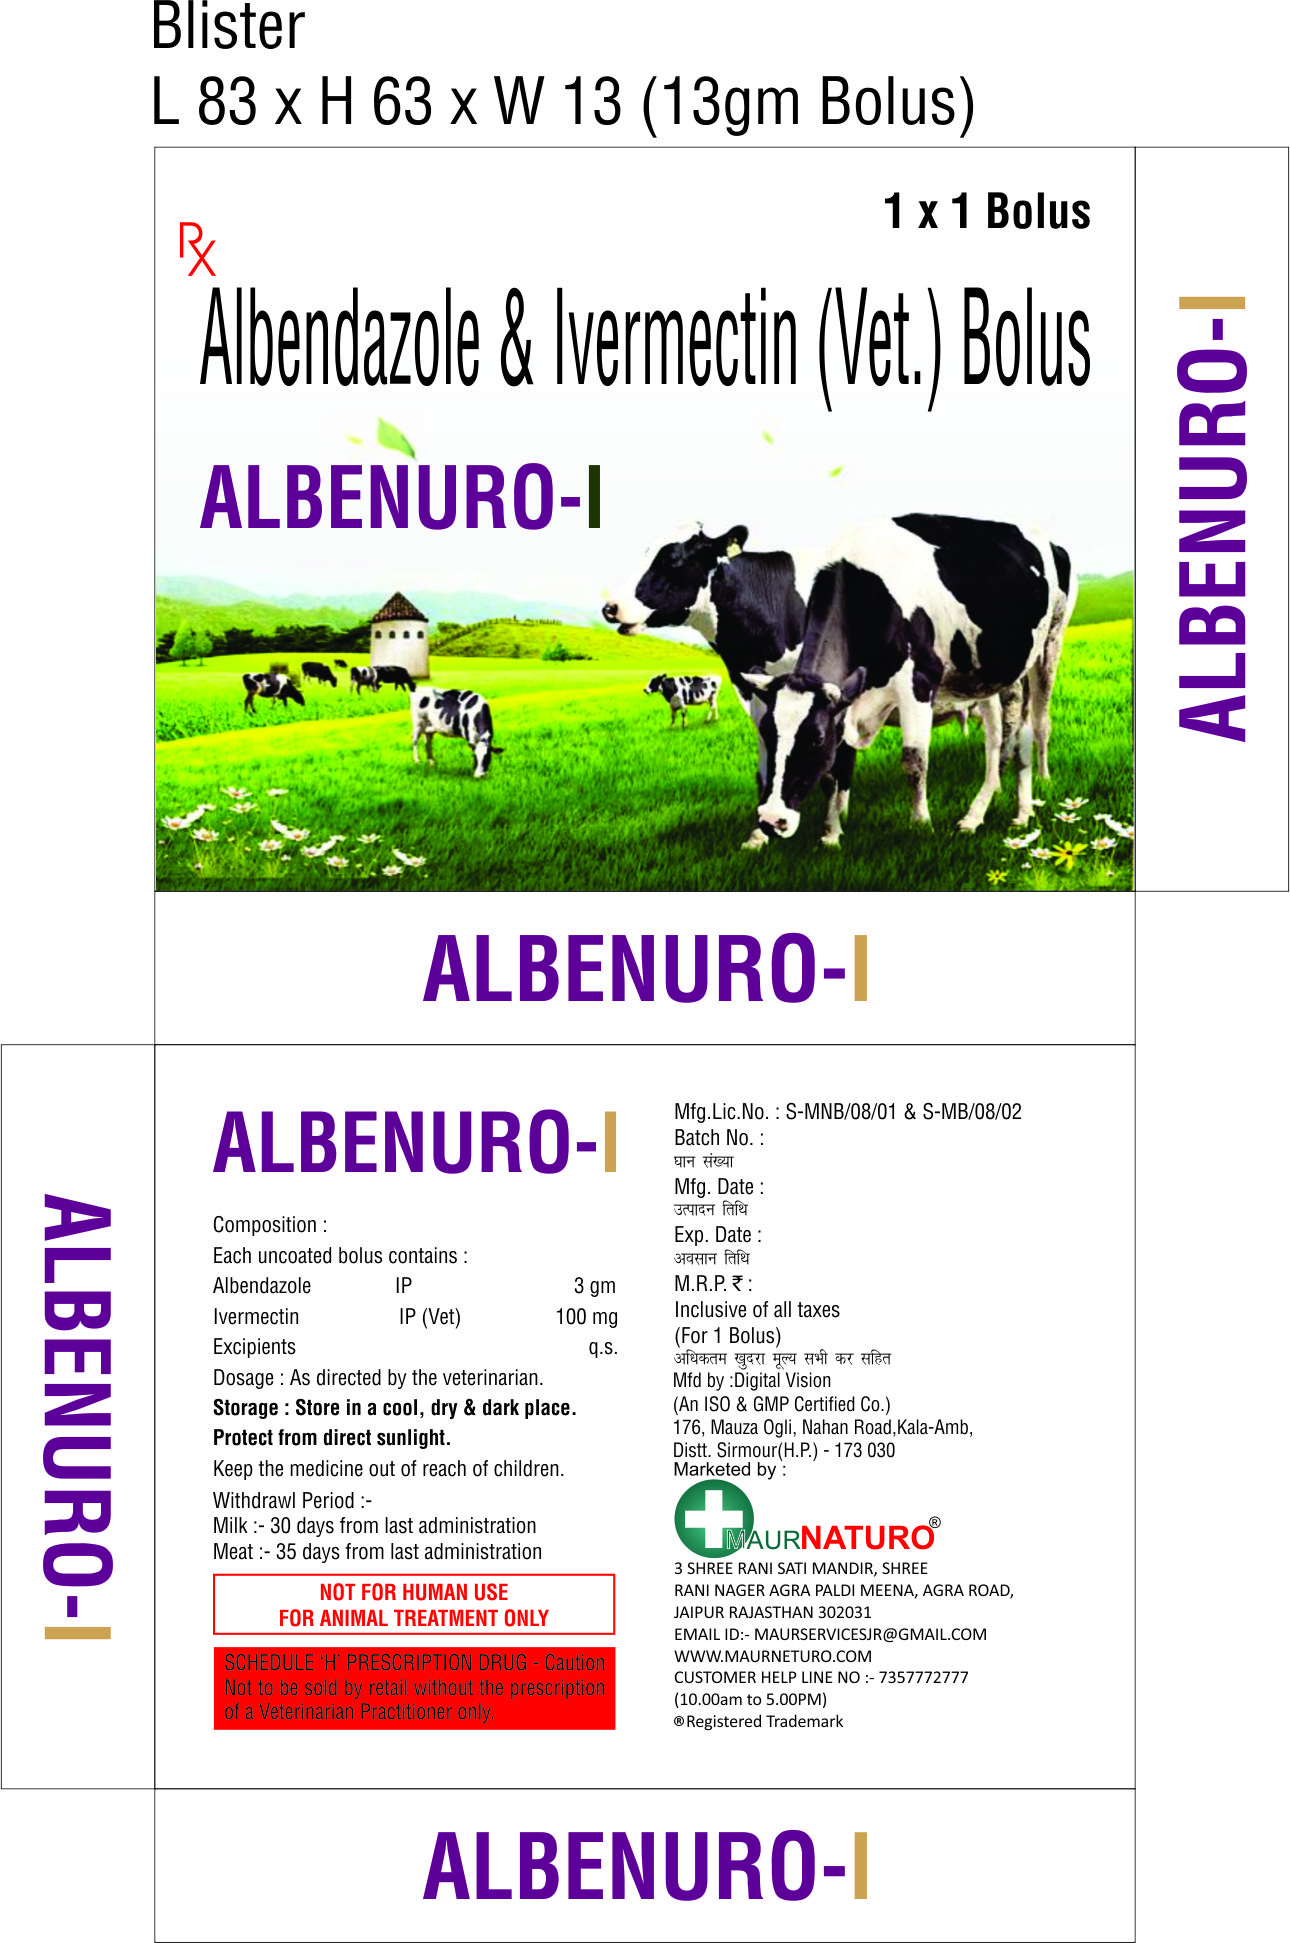 Blister
L 83 x H 63 x W 13 (13gm Bolus)
1 x 1 Bolus
Rx
Albendazole & Ivermectin (Vet.) Bolus
ALBENURO-I
ALBENURO-I
ALBENURO-I
ALBENURO-I
ALBENURO-I
Composition :
Each uncoated bolus contains :
Albendazole IP 3 gm
Ivermectin IP (Vet) 100 mg
Excipients q.s.
Dosage : As directed by the veterinarian.
Storage : Store in a cool, dry & dark place.
Protect from direct sunlight.
Keep the medicine out of reach of children.
Withdrawl Period :-
Milk :- 30 days from last administration
Meat :- 35 days from last administration
NOT FOR HUMAN USE
FOR ANIMAL TREATMENT ONLY
SCHEDULE 'H' PRESCRIPTION DRUG - Caution
Not to be sold by retail without the prescription
of a Veterinarian Practitioner only.
Mfg.Lic.No. : S-MNB/08/01 & S-MB/08/02
Batch No. :
घान संख्या
Mfg. Date :
उत्पादन तिथि
Exp. Date :
अवसान तिथि
M.R.P. ₹ :
Inclusive of all taxes
(For 1 Bolus)
अधिकतम खुदरा मूल्य सभी कर सहित
Mfd by :Digital Vision
(An ISO & GMP Certified Co.)
176, Mauza Ogli, Nahan Road,Kala-Amb,
Distt. Sirmour(H.P.) - 173 030
Marketed by :
MAURNATURO®
3 SHREE RANI SATI MANDIR, SHREE
RANI NAGER AGRA PALDI MEENA, AGRA ROAD,
JAIPUR RAJASTHAN 302031
EMAIL ID:- MAURSERVICESJR@GMAIL.COM
WWW.MAURNETURO.COM
CUSTOMER HELP LINE NO :- 7357772777
(10.00am to 5.00PM)
® Registered Trademark
ALBENURO-I